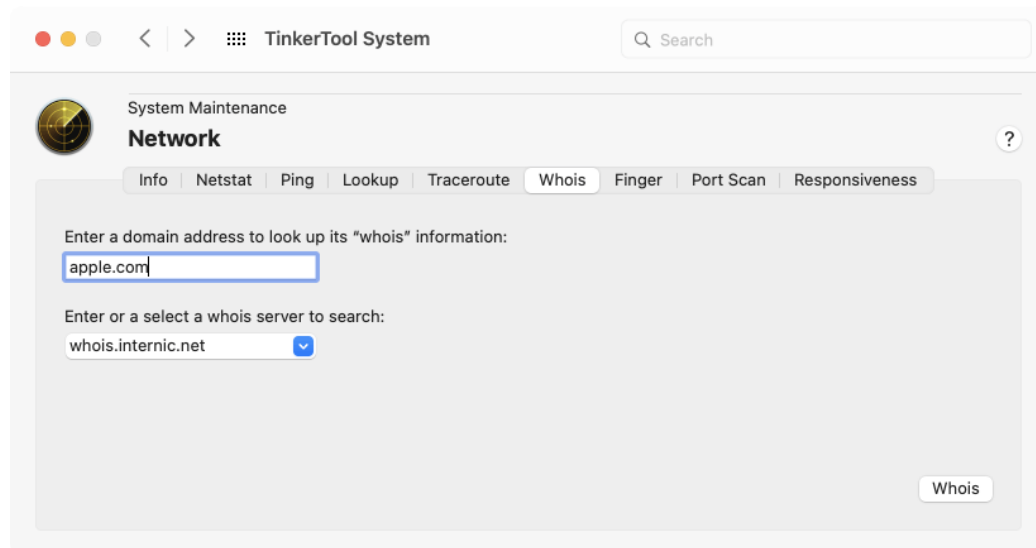 TinkerTool System
Search
System Maintenance
Network
?
Info Netstat Ping Lookup Traceroute Whois Finger Port Scan Responsiveness
Enter a domain address to look up its “whois” information:
apple.com
Enter or a select a whois server to search:
whois.internic.net
Whois